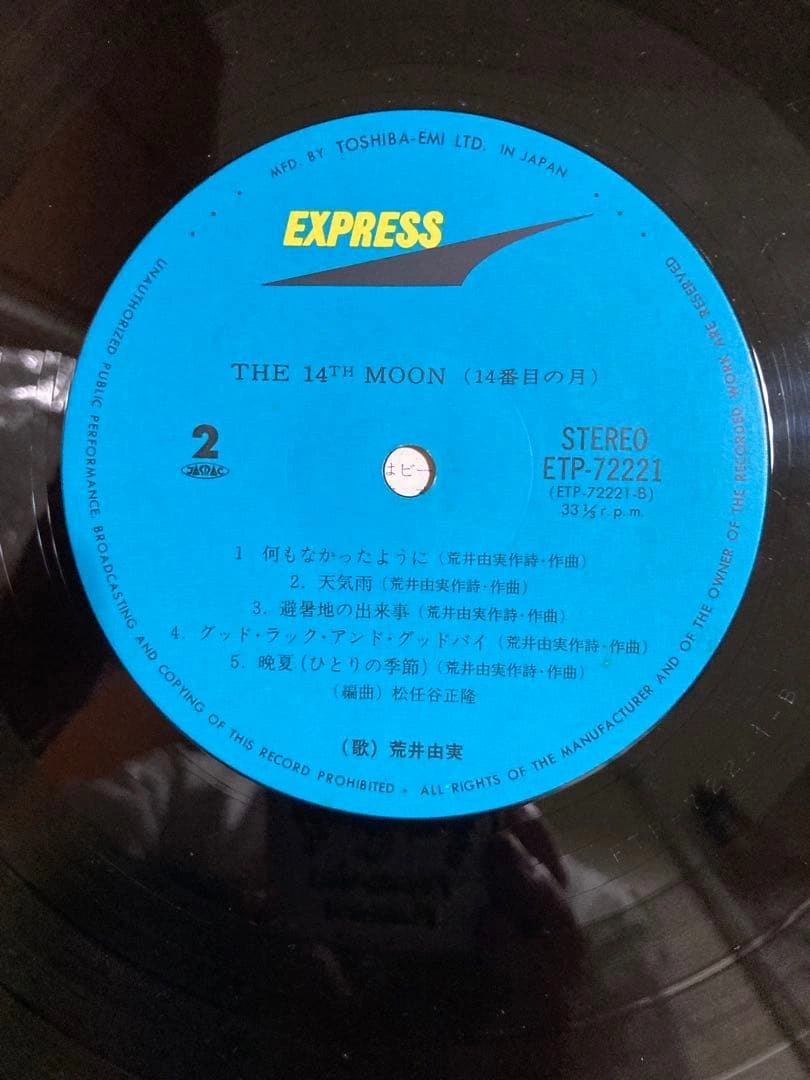 MFD. BY TOSHIBA-EMI LTD. IN JAPAN
EXPRESS
THE 14TH MOON (14番目の月)
2
JASRAC
STEREO
ETP-72221
(ETP-72221-B)
33 1/3 r.p.m.
はビー
1 何もなかったように (荒井由実作詩・作曲)
2. 天気雨 (荒井由実作詩・作曲)
3. 避暑地の出来事 (荒井由実作詩・作曲)
4. グッド・ラック・アンド・グッドバイ (荒井由実作詩・作曲)
5. 晩夏 (ひとりの季節) (荒井由実作詩・作曲)
(編曲) 松任谷正隆
(歌) 荒井由実
UNAUTHORIZED PUBLIC PERFORMANCE, BROADCASTING AND COPYING OF THIS RECORD PROHIBITED • ALL RIGHTS OF THE MANUFACTURER AND OF THE OWNER OF THE RECORDED WORK ARE RESERVED